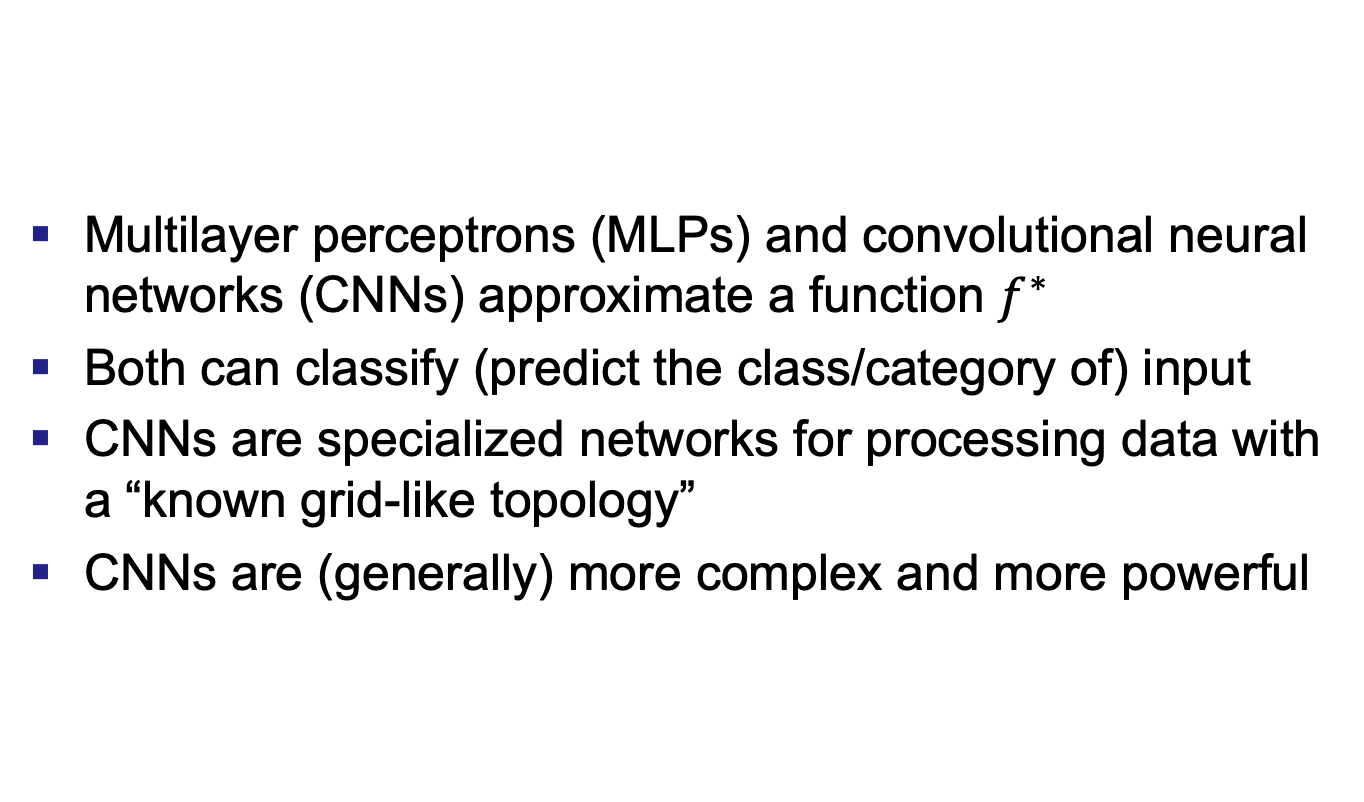 ▪ Multilayer perceptrons (MLPs) and convolutional neural
networks (CNNs) approximate a function 𝑓*
▪ Both can classify (predict the class/category of) input
▪ CNNs are specialized networks for processing data with
a “known grid-like topology”
▪ CNNs are (generally) more complex and more powerful